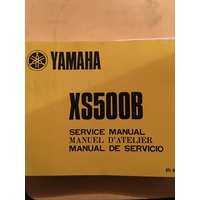 YAMAHA
XS500B
SERVICE MANUAL
MANUEL D'ATELIER
MANUAL DE SERVICIO